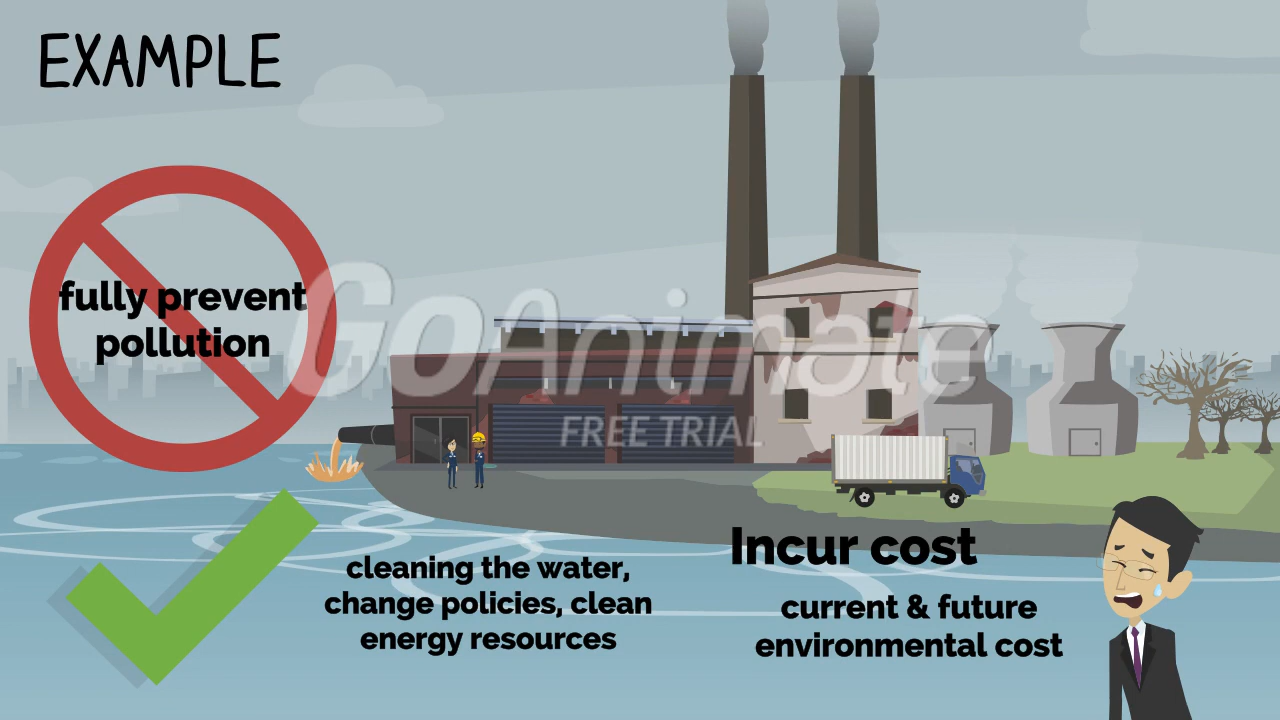 EXAMPLE
fully prevent
pollution
GoAnimate
FREE TRIAL
cleaning the water,
change policies, clean
energy resources
Incur cost
current & future
environmental cost